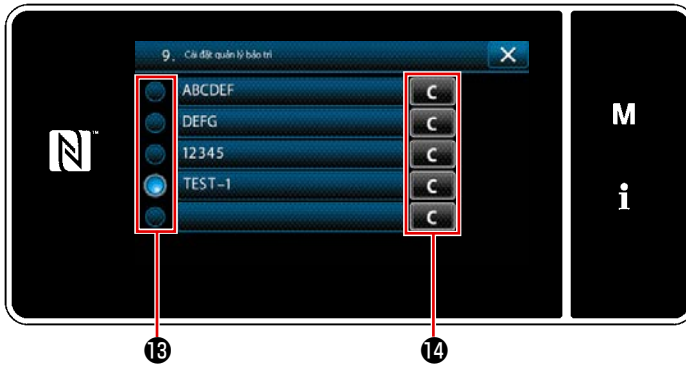 9. Cài đặt quản lý bảo trì
ABCDEF C
DEFG C
12345 C
TEST-1 C
C
M
i
N
⓭ ⓮